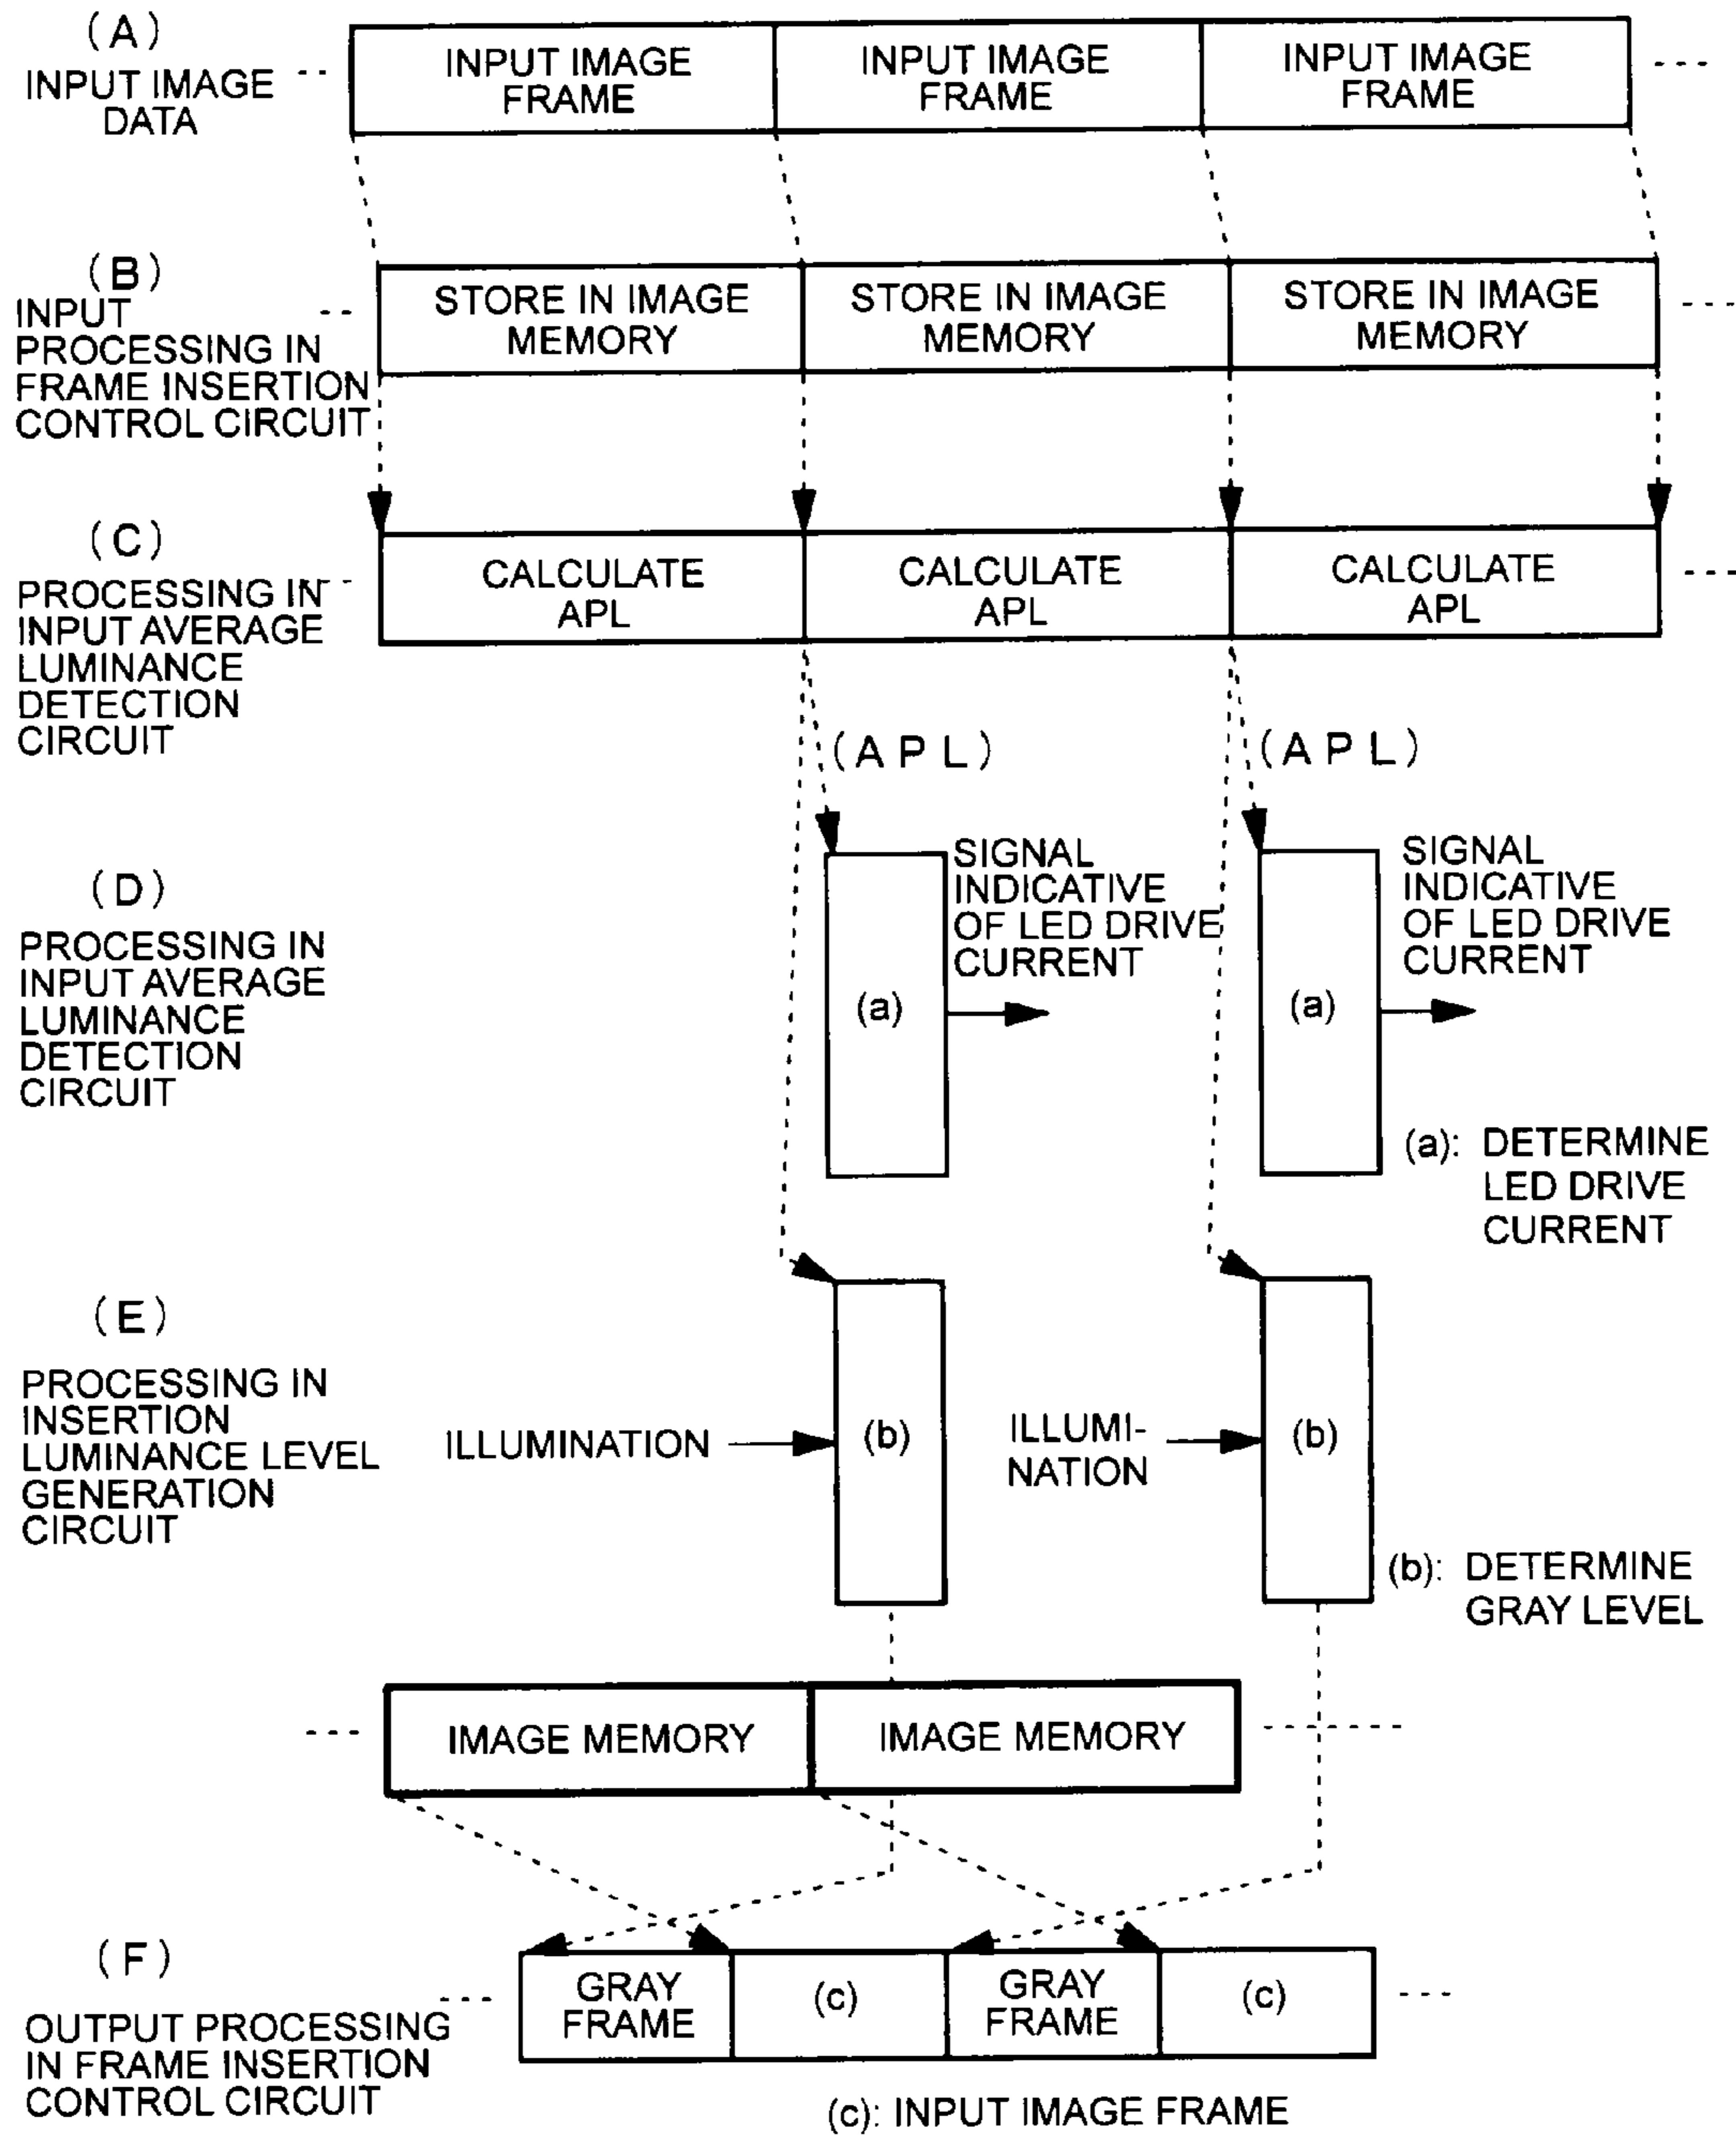 (A)
INPUT IMAGE
DATA
INPUT IMAGE
FRAME
INPUT IMAGE
FRAME
INPUT IMAGE
FRAME
(B)
INPUT
PROCESSING IN
FRAME INSERTION
CONTROL CIRCUIT
STORE IN IMAGE
MEMORY
STORE IN IMAGE
MEMORY
STORE IN IMAGE
MEMORY
(C)
PROCESSING IN
INPUT AVERAGE
LUMINANCE
DETECTION
CIRCUIT
CALCULATE
APL
CALCULATE
APL
CALCULATE
APL
(APL)
(APL)
(D)
PROCESSING IN
INPUT AVERAGE
LUMINANCE
DETECTION
CIRCUIT
(a)
SIGNAL
INDICATIVE
OF LED DRIVE
CURRENT
(a)
SIGNAL
INDICATIVE
OF LED DRIVE
CURRENT
(a): DETERMINE
LED DRIVE
CURRENT
(E)
PROCESSING IN
INSERTION
LUMINANCE LEVEL
GENERATION
CIRCUIT
ILLUMINATION
(b)
ILLUMI-
NATION
(b)
(b): DETERMINE
GRAY LEVEL
IMAGE MEMORY
IMAGE MEMORY
(F)
OUTPUT PROCESSING
IN FRAME INSERTION
CONTROL CIRCUIT
GRAY
FRAME
(c)
GRAY
FRAME
(c)
(c): INPUT IMAGE FRAME